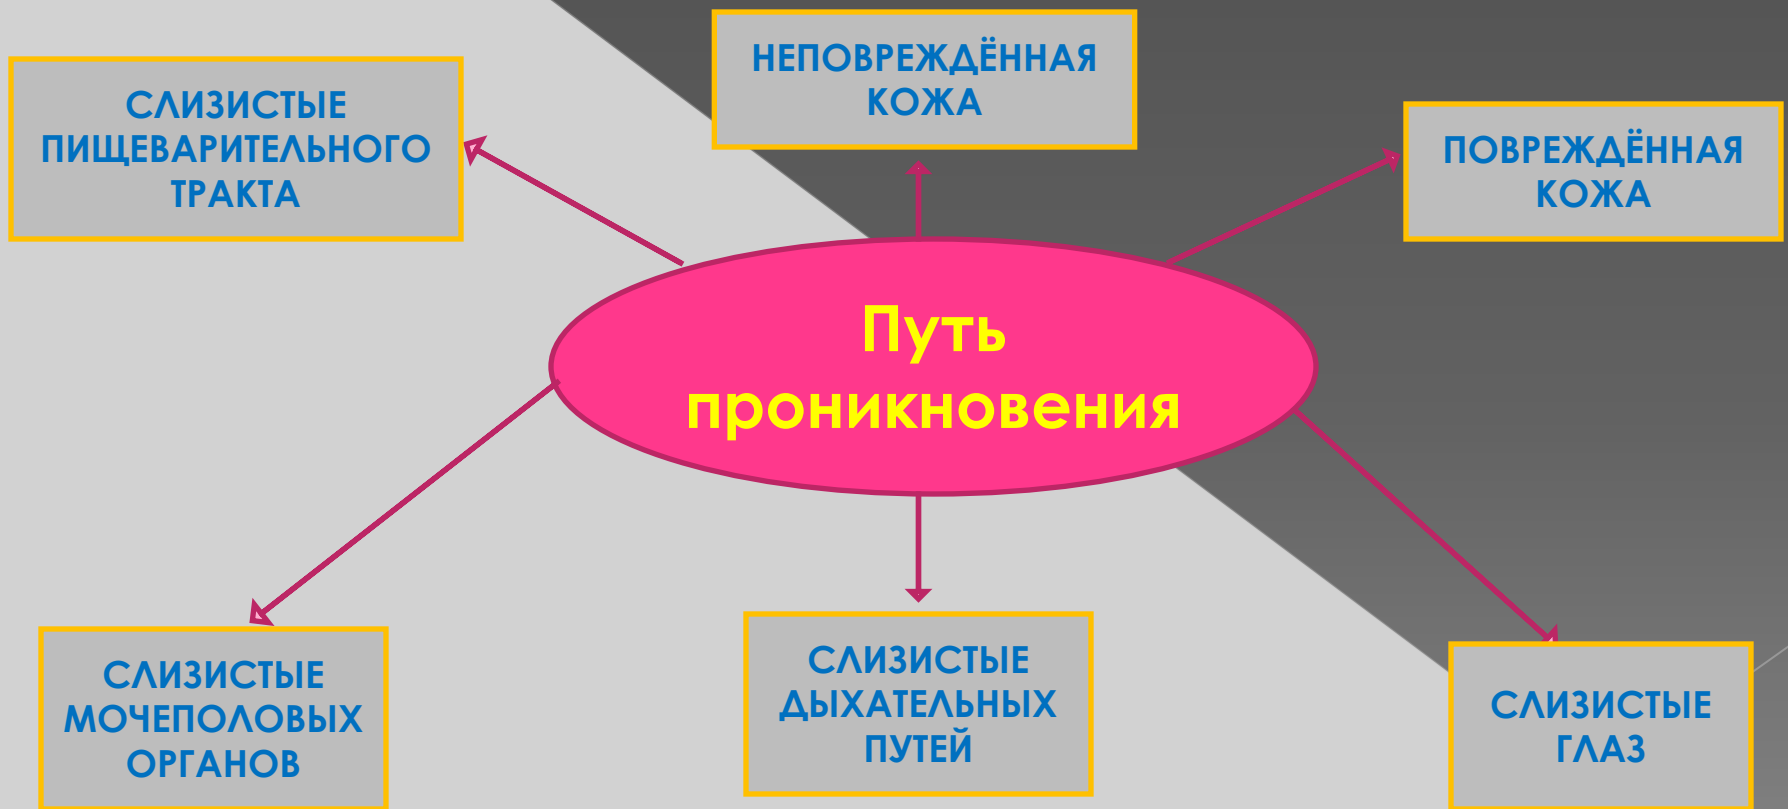 НЕПОВРЕЖДЁННАЯ
КОЖА
СЛИЗИСТЫЕ
ПИЩЕВАРИТЕЛЬНОГО
ТРАКТА
ПОВРЕЖДЁННАЯ
КОЖА
Путь
проникновения
СЛИЗИСТЫЕ
МОЧЕПОЛОВЫХ
ОРГАНОВ
СЛИЗИСТЫЕ
ДЫХАТЕЛЬНЫХ
ПУТЕЙ
СЛИЗИСТЫЕ
ГЛАЗ